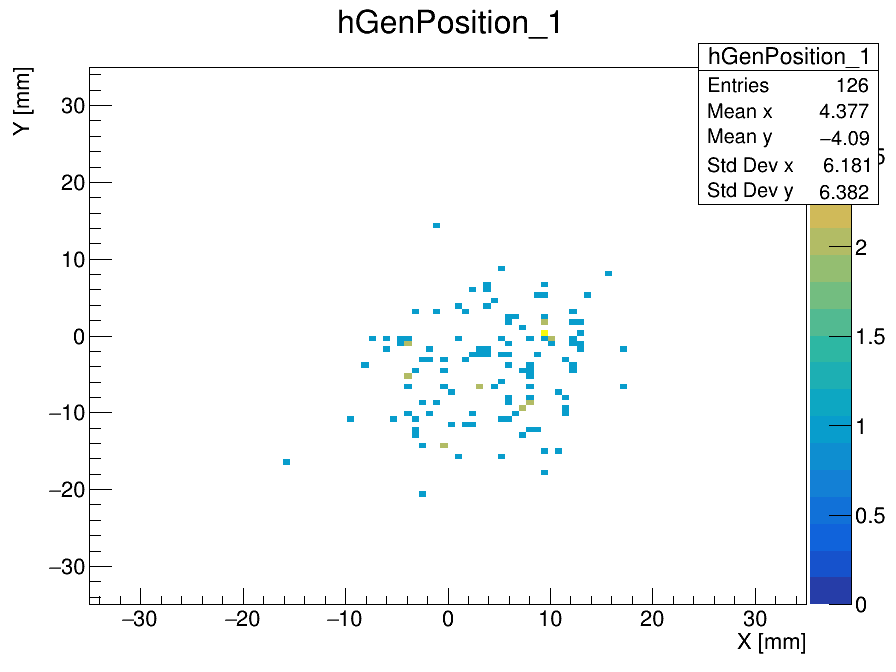 hGenPosition_1
hGenPosition_1
Entries 126
Mean x 4.377
Mean y −4.09
Std Dev x 6.181
Std Dev y 6.382
Y [mm]
30
20
10
0
−10
−20
−30
−30 −20 −10 0 10 20 30
X [mm]
5
2
1.5
1
0.5
0